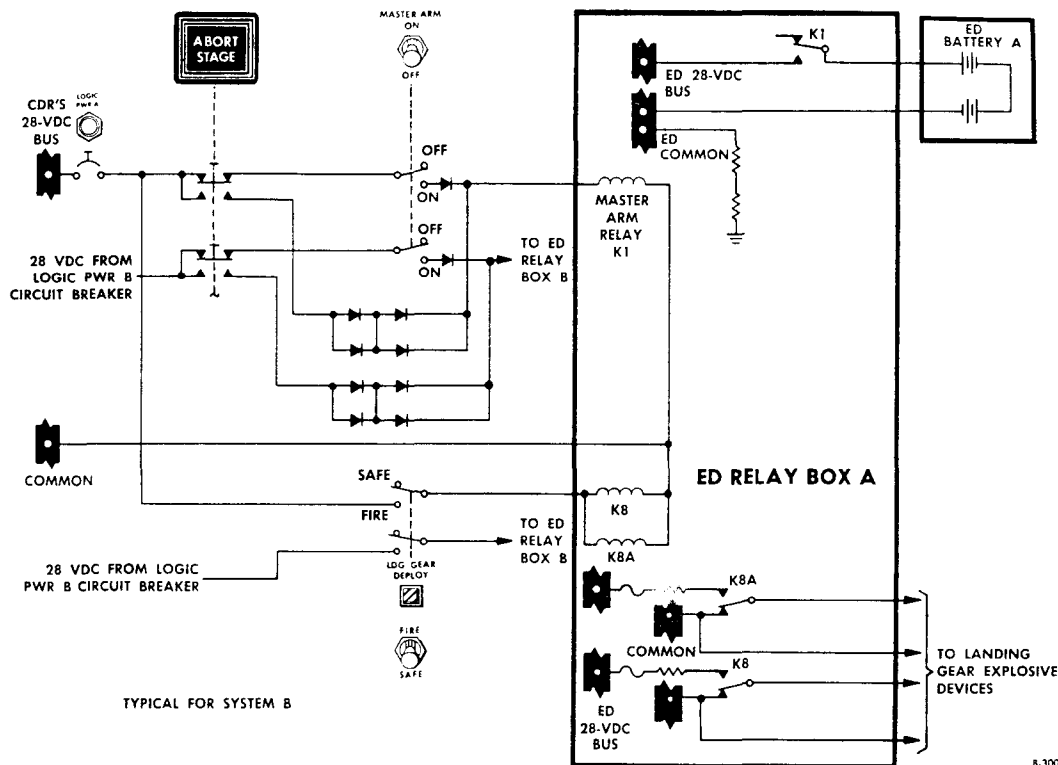 MASTER ARM
ON
OFF
ABORT
STAGE
CDR'S
28-VDC
BUS
LOGIC
PWR A
OFF
ON
OFF
ON
28 VDC FROM
LOGIC PWR B
CIRCUIT BREAKER
TO ED
RELAY
BOX B
K1
ED 28-VDC
BUS
ED
COMMON
ED
BATTERY A
MASTER
ARM
RELAY
K1
COMMON
ED RELAY BOX A
SAFE
FIRE
K8
K8A
TO ED
RELAY
BOX B
28 VDC FROM LOGIC
PWR B CIRCUIT BREAKER
LDG GEAR
DEPLOY
FIRE
SAFE
K8A
COMMON
K8
ED
28-VDC
BUS
TO LANDING
GEAR EXPLOSIVE
DEVICES
TYPICAL FOR SYSTEM B